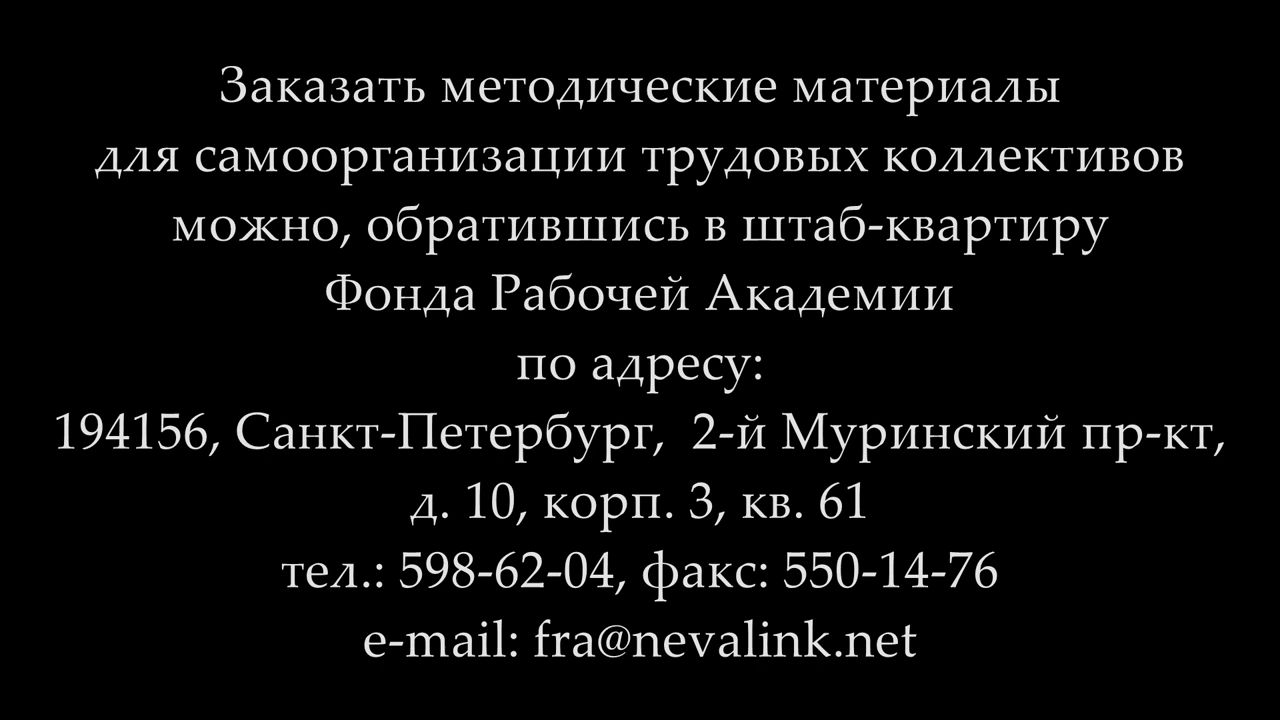 Заказать методические материалы
для самоорганизации трудовых коллективов
можно, обратившись в штаб-квартиру
Фонда Рабочей Академии
по адресу:
194156, Санкт-Петербург,  2-й Муринский пр-кт,
д. 10, корп. 3, кв. 61
тел.: 598-62-04, факс: 550-14-76
e-mail: fra@nevalink.net